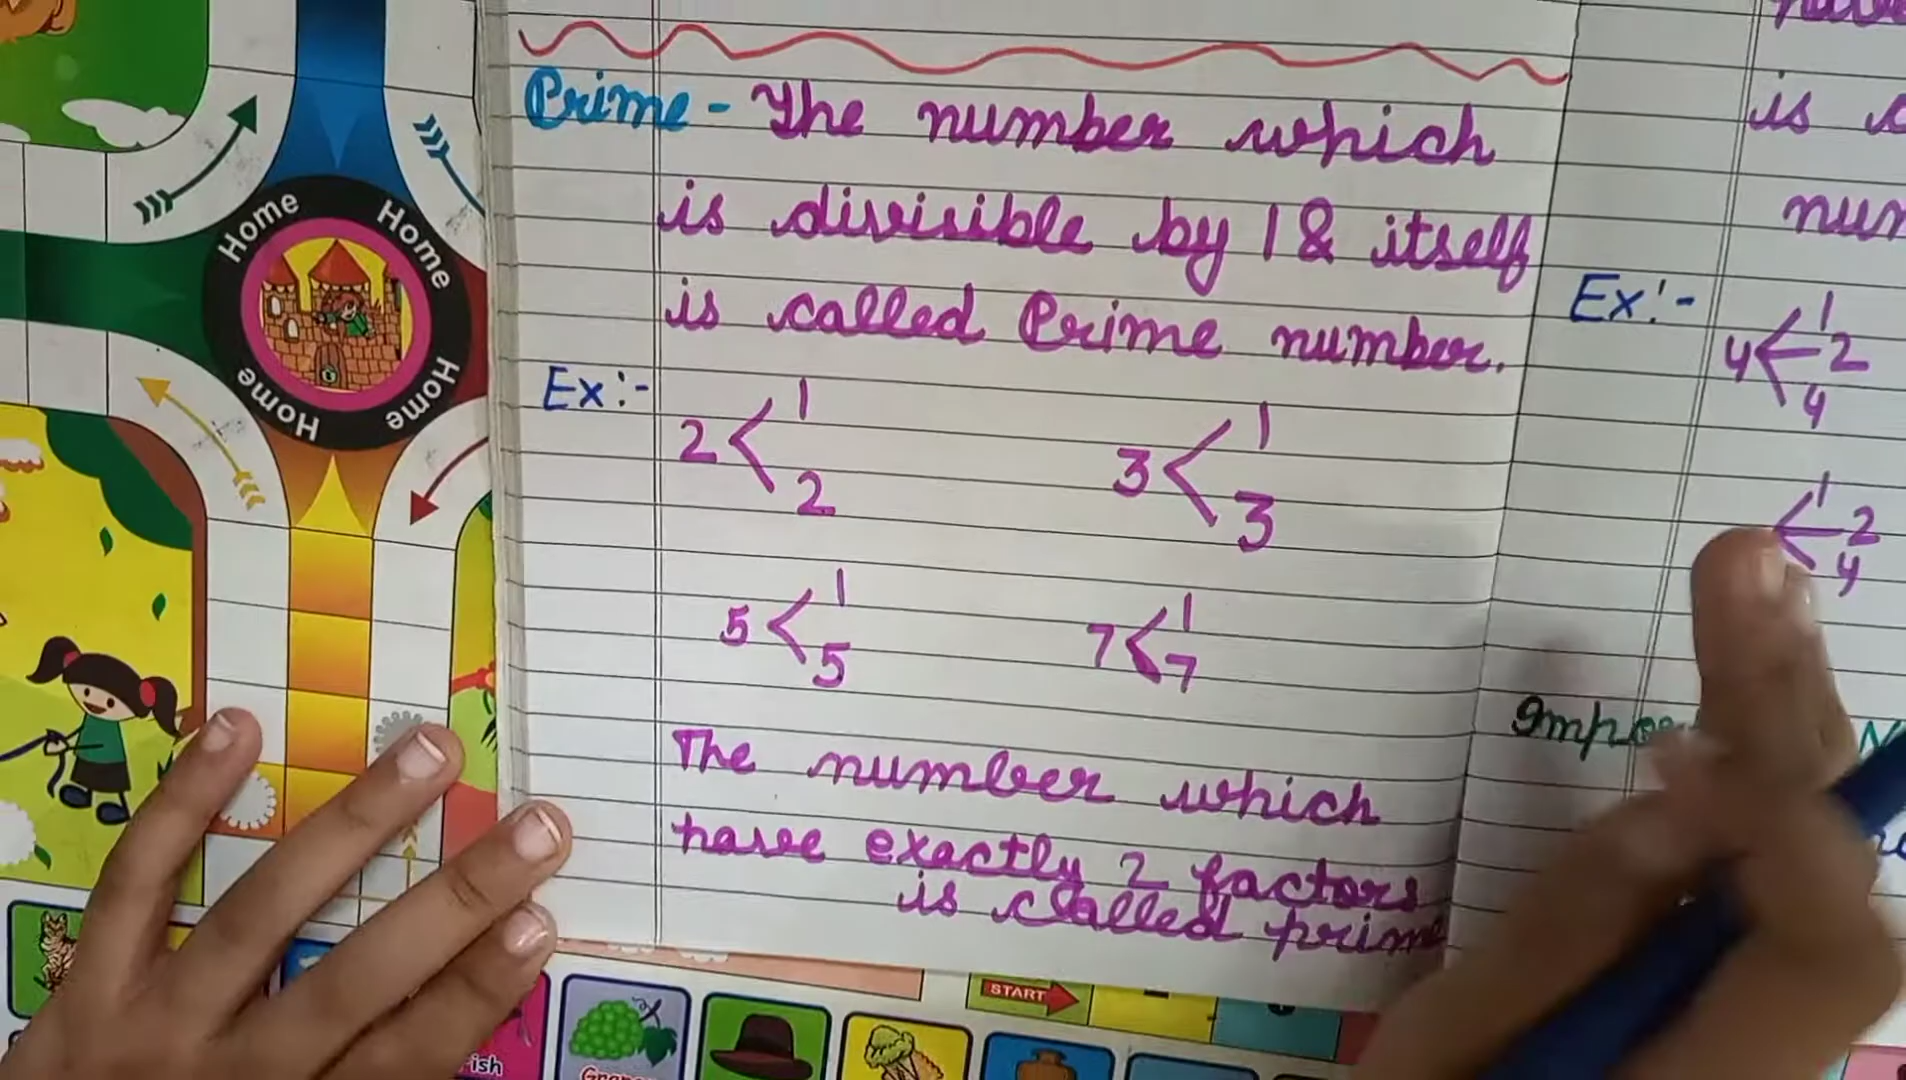 Prime - The number which
is divisible by 1 & itself
is called Prime number.
Ex:-
2 < 1
2
3 < 1
3
5 < 1
5
7 < 1
7
The number which
have exactly 2 factors
is called prime
is
Ex:-
4 < 1
2
4
1
2
4
Home
Home
Home
Home
START